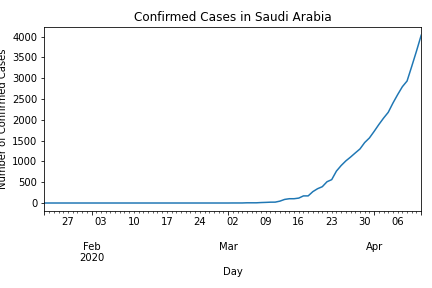 Confirmed Cases in Saudi Arabia
Number of Confirmed Cases
4000
3500
3000
2500
2000
1500
1000
500
0
27 03 10 17 24 02 09 16 23 30 06
Feb Mar Apr
2020
Day